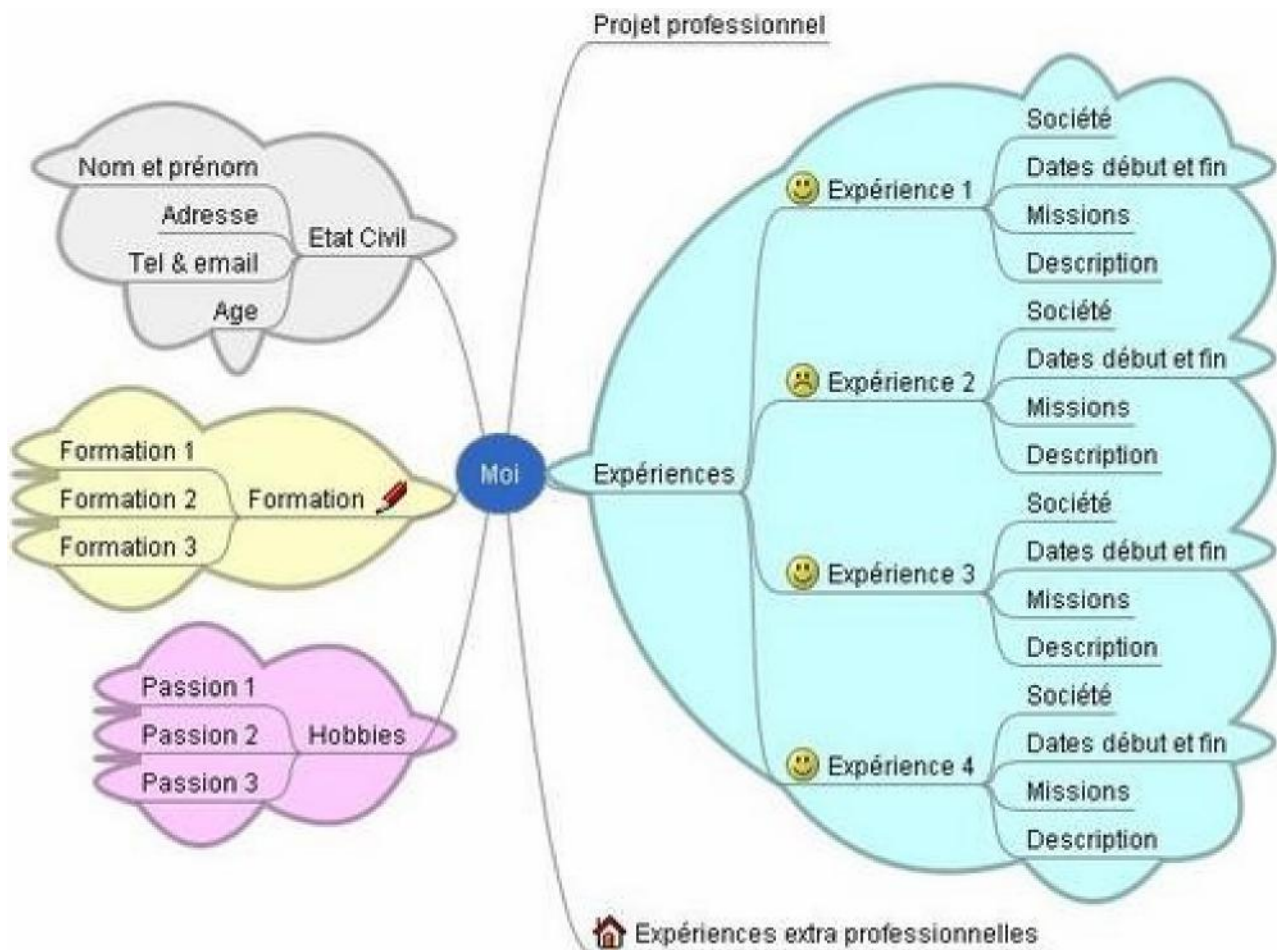 Projet professionnel
Nom et prénom
Adresse
Tel & email
Age
Etat Civil
Formation 1
Formation 2
Formation 3
Formation
Passion 1
Passion 2
Passion 3
Hobbies
Moi
Expériences
Expérience 1
Société
Dates début et fin
Missions
Description
Expérience 2
Société
Dates début et fin
Missions
Description
Expérience 3
Société
Dates début et fin
Missions
Description
Expérience 4
Société
Dates début et fin
Missions
Description
Expériences extra professionnelles